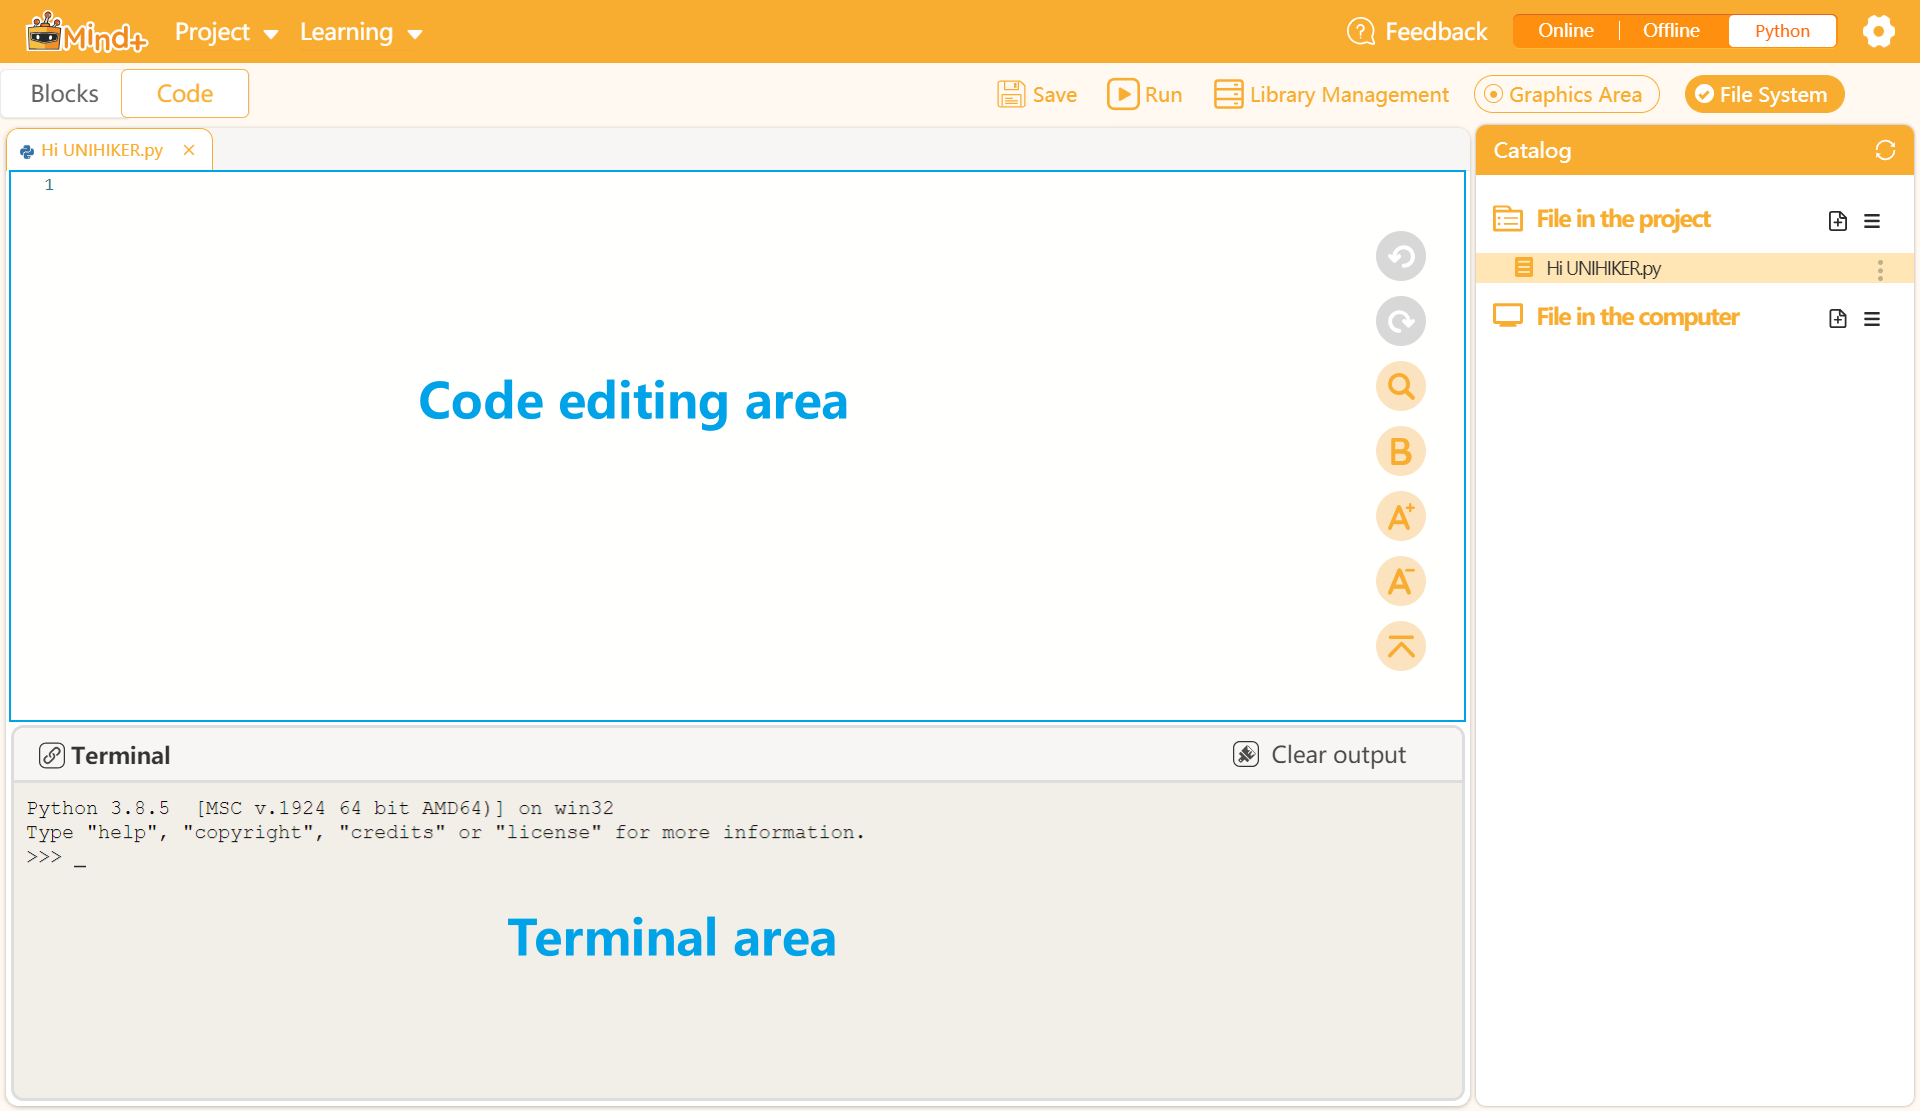 Mind+ Project Learning Feedback Online Offline Python
Blocks Code Save Run Library Management Graphics Area File System
Hi UNIHIKER.py
Catalog
1
File in the project
Hi UNIHIKER.py
File in the computer
B
A+
A-
Code editing area
Terminal Clear output
Python 3.8.5  [MSC v.1924 64 bit AMD64)] on win32
Type "help", "copyright", "credits" or "license" for more information.
>>> _
Terminal area